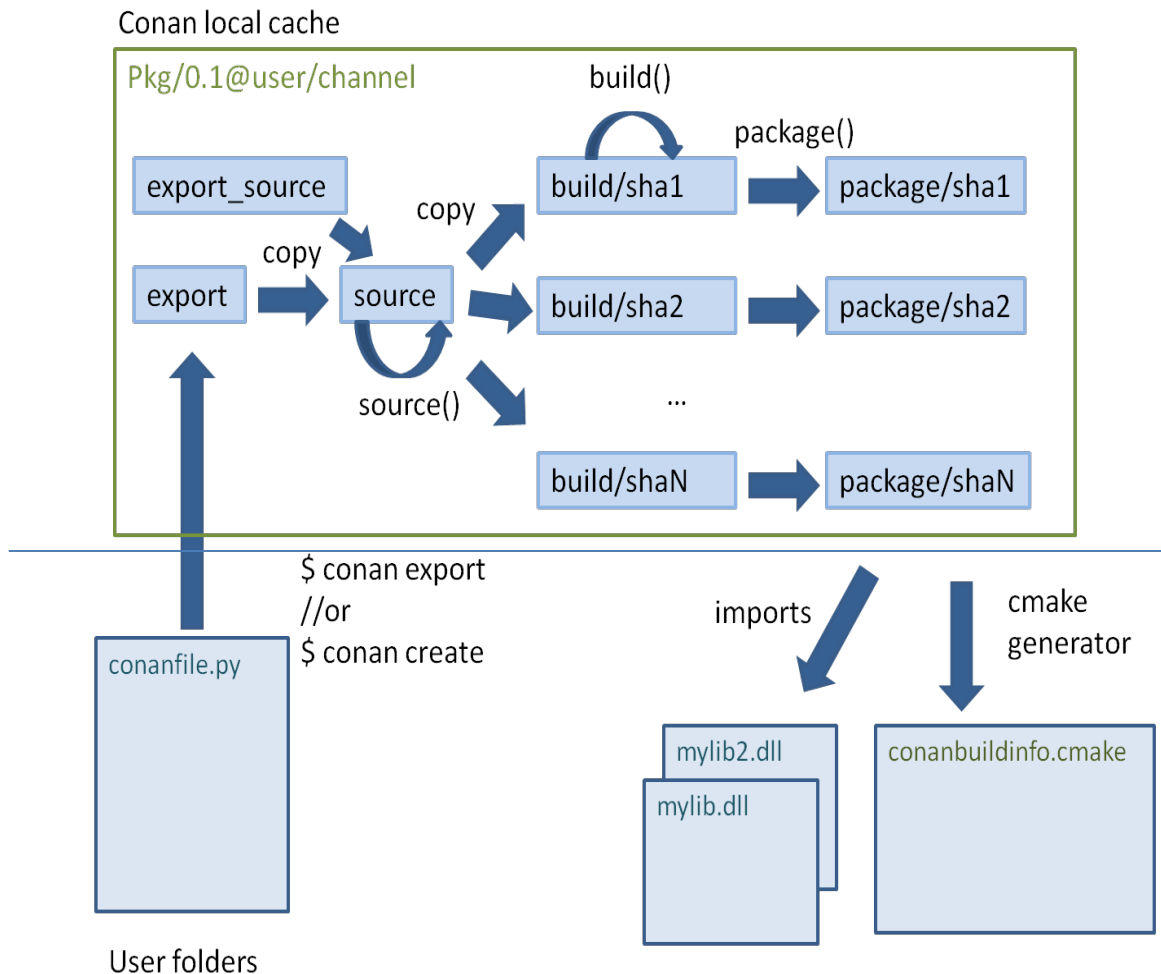 Conan local cache
Pkg/0.1@user/channel
build()
package()
export_source
build/sha1
package/sha1
copy
copy
export
source
build/sha2
package/sha2
source()
...
build/shaN
package/shaN
$ conan export
//or
$ conan create
imports
cmake
generator
conanfile.py
mylib2.dll
conanbuildinfo.cmake
mylib.dll
User folders